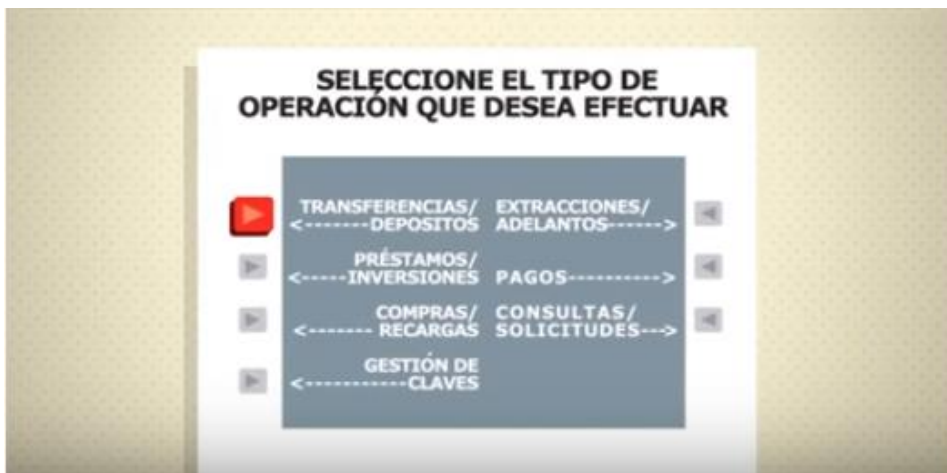 SELECCIONE EL TIPO DE
OPERACIÓN QUE DESEA EFECTUAR
TRANSFERENCIAS/
<-------DEPOSITOS
EXTRACCIONES/
ADELANTOS------>
PRÉSTAMOS/
<-----INVERSIONES
PAGOS---------->
COMPRAS/
<------- RECARGAS
CONSULTAS/
SOLICITUDES--->
GESTIÓN DE
<-----------CLAVES